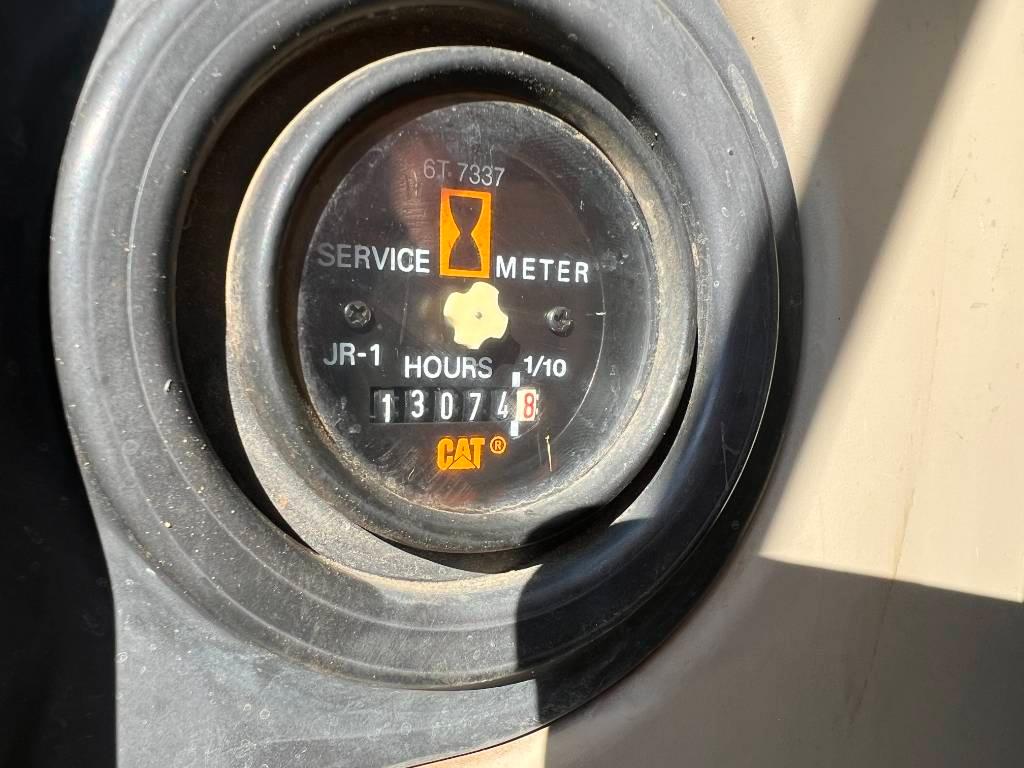 6T 7337
SERVICE METER
JR-1 HOURS 1/10
130748
CAT®